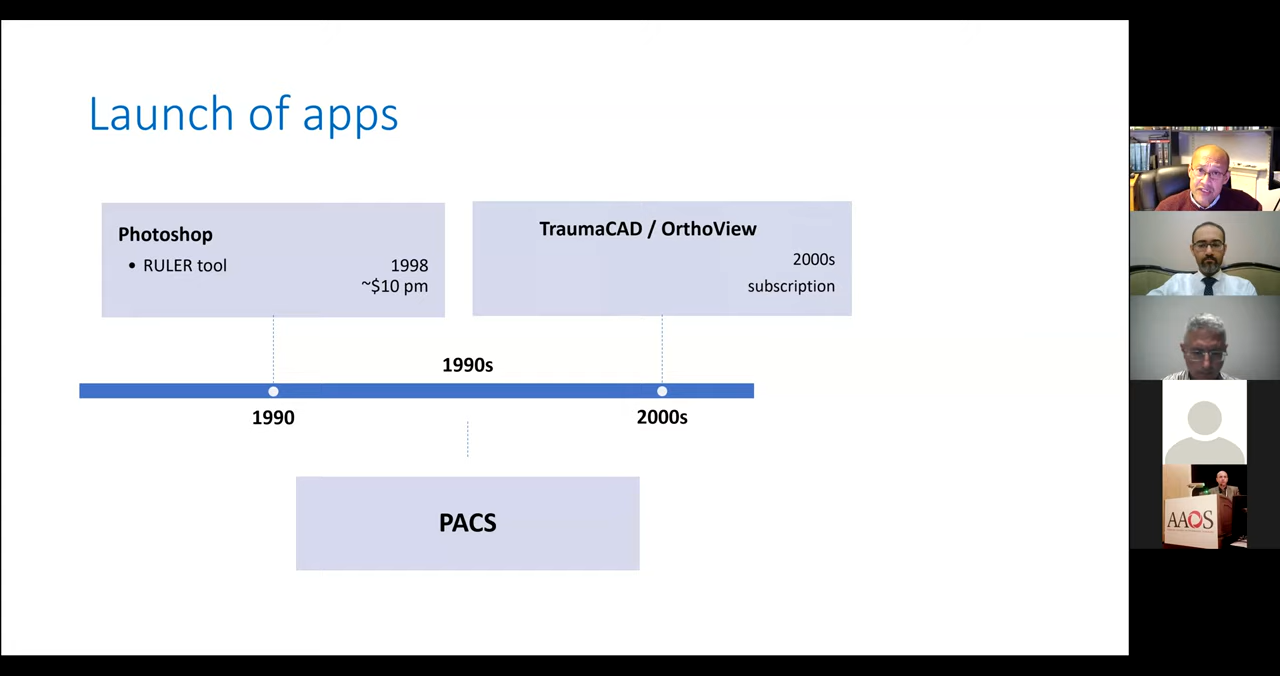 Launch of apps
Photoshop
• RULER tool
1998
~$10 pm
TraumaCAD / OrthoView
2000s
subscription
1990s
1990
2000s
PACS
AAOS